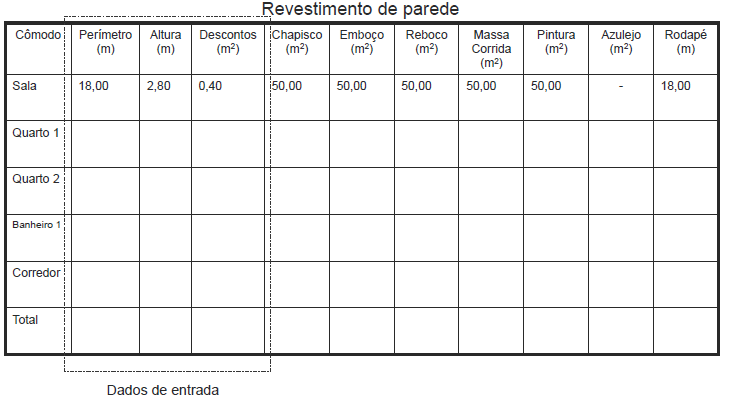 Revestimento de parede
Cômodo Perímetro (m) Altura (m) Descontos (m²) Chapisco (m²) Emboço (m²) Reboco (m²) Massa Corrida (m²) Pintura (m²) Azulejo (m²) Rodapé (m)
Sala 18,00 2,80 0,40 50,00 50,00 50,00 50,00 50,00 - 18,00
Quarto 1
Quarto 2
Banheiro 1
Corredor
Total
Dados de entrada